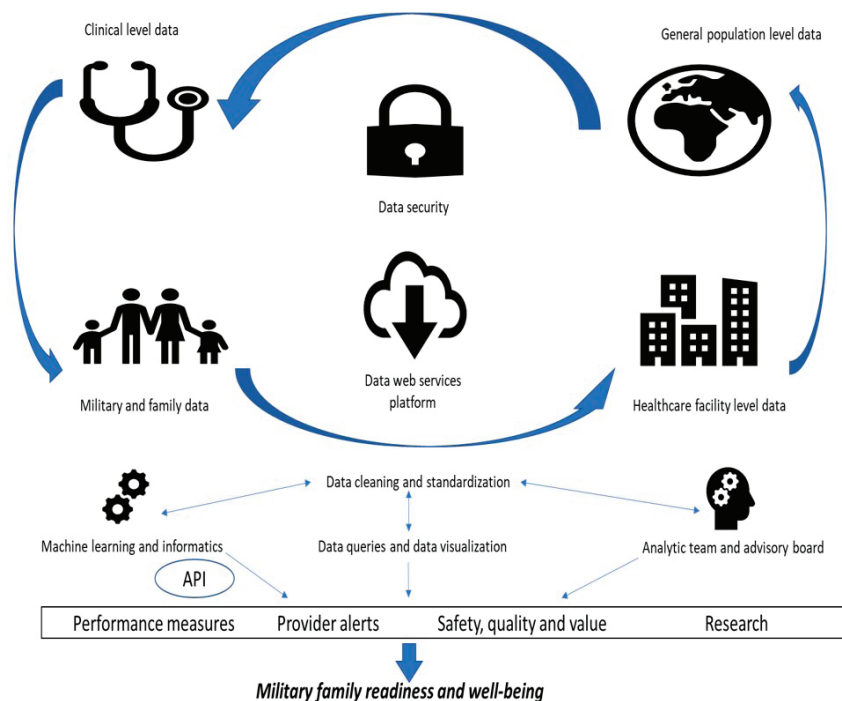 Clinical level data
General population level data
Data security
Military and family data
Data web services
platform
Healthcare facility level data
Data cleaning and standardization
Machine learning and informatics
Data queries and data visualization
Analytic team and advisory board
API
Performance measures
Provider alerts
Safety, quality and value
Research
Military family readiness and well-being